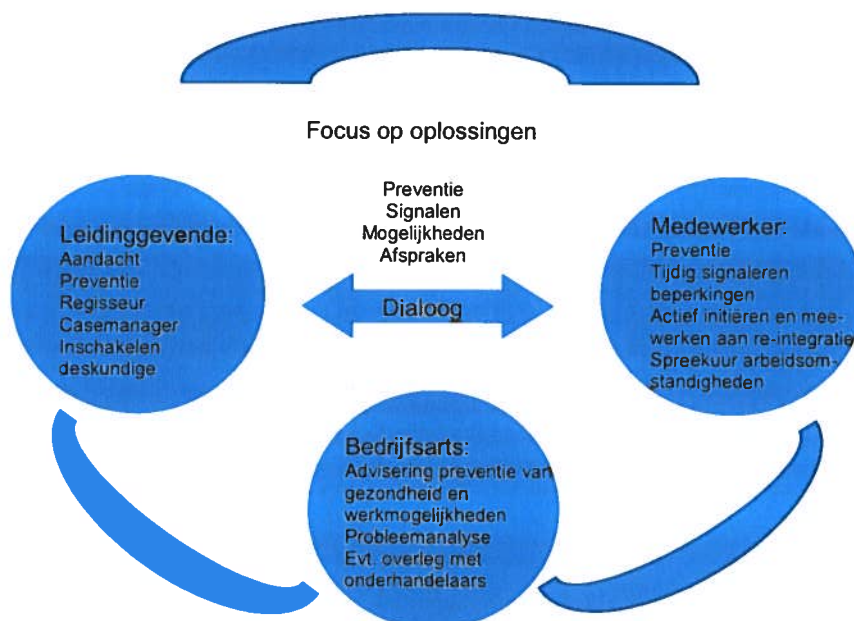 Focus op oplossingen
Preventie
Signalen
Mogelijkheden
Afspraken
Dialoog
Leidinggevende:
Aandacht
Preventie
Regisseur
Casemanager
Inschakelen
deskundige
Medewerker:
Preventie
Tijdig signaleren
beperkingen
Actief initiëren en mee-
werken aan re-integratie
Spreekuur arbeidsom-
standigheden
Bedrijfsarts:
Advisering preventie van
gezondheid en
werkmogelijkheden
Probleemanalyse
Evt. overleg met
onderhandelaars